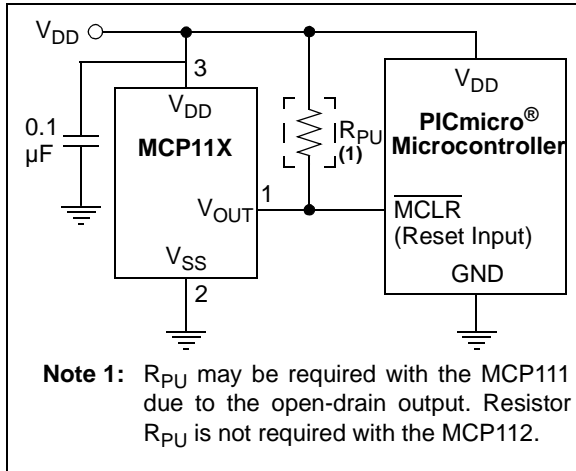 VDD
3
VDD
0.1
µF
MCP11X
RPU
(1)
VDD
PICmicro®
Microcontroller
1
VOUT
MCLR
(Reset Input)
VSS
2
GND
Note 1: RPU may be required with the MCP111
due to the open-drain output. Resistor
RPU is not required with the MCP112.